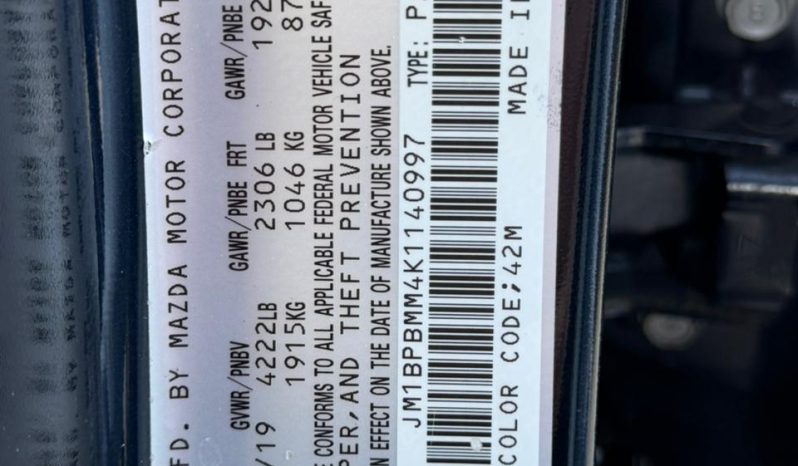 FD. BY MAZDA MOTOR CORPORAT
GVWR/PNBV GAWR/PNBE FRT GAWR/PNBE
/19 4222LB 2306 LB 192
1915KG 1046 KG 87
E CONFORMS TO ALL APPLICABLE FEDERAL MOTOR VEHICLE SAF
PER,AND THEFT PREVENTION
N EFFECT ON THE DATE OF MANUFACTURE SHOWN ABOVE.
JM1BPBMM4K1140997 TYPE: P
COLOR CODE;42M MADE I